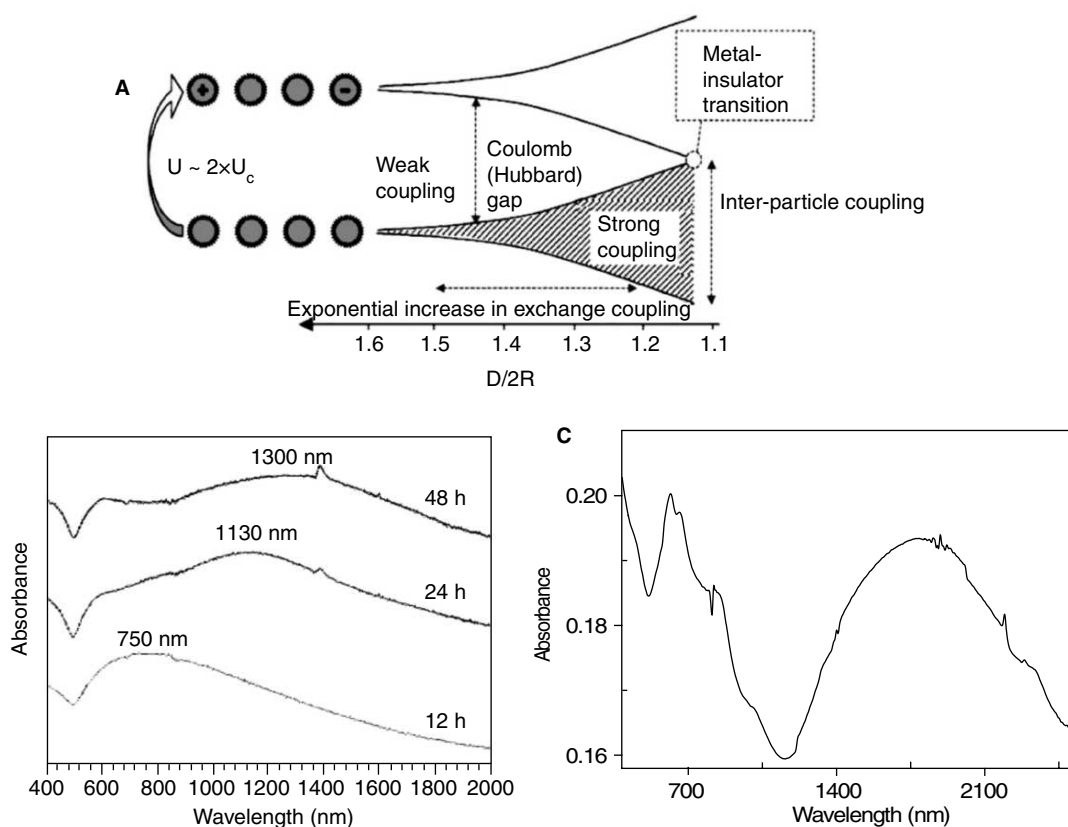 A
+
-
Metal-
insulator
transition
U ~ 2×Uc
Weak
coupling
Coulomb
(Hubbard)
gap
Inter-particle coupling
Strong
coupling
Exponential increase in exchange coupling
1.6 1.5 1.4 1.3 1.2 1.1
D/2R
1300 nm
48 h
1130 nm
24 h
750 nm
12 h
Absorbance
400 600 800 1000 1200 1400 1600 1800 2000
Wavelength (nm)
C
0.20
0.18
0.16
Absorbance
700 1400 2100
Wavelength (nm)